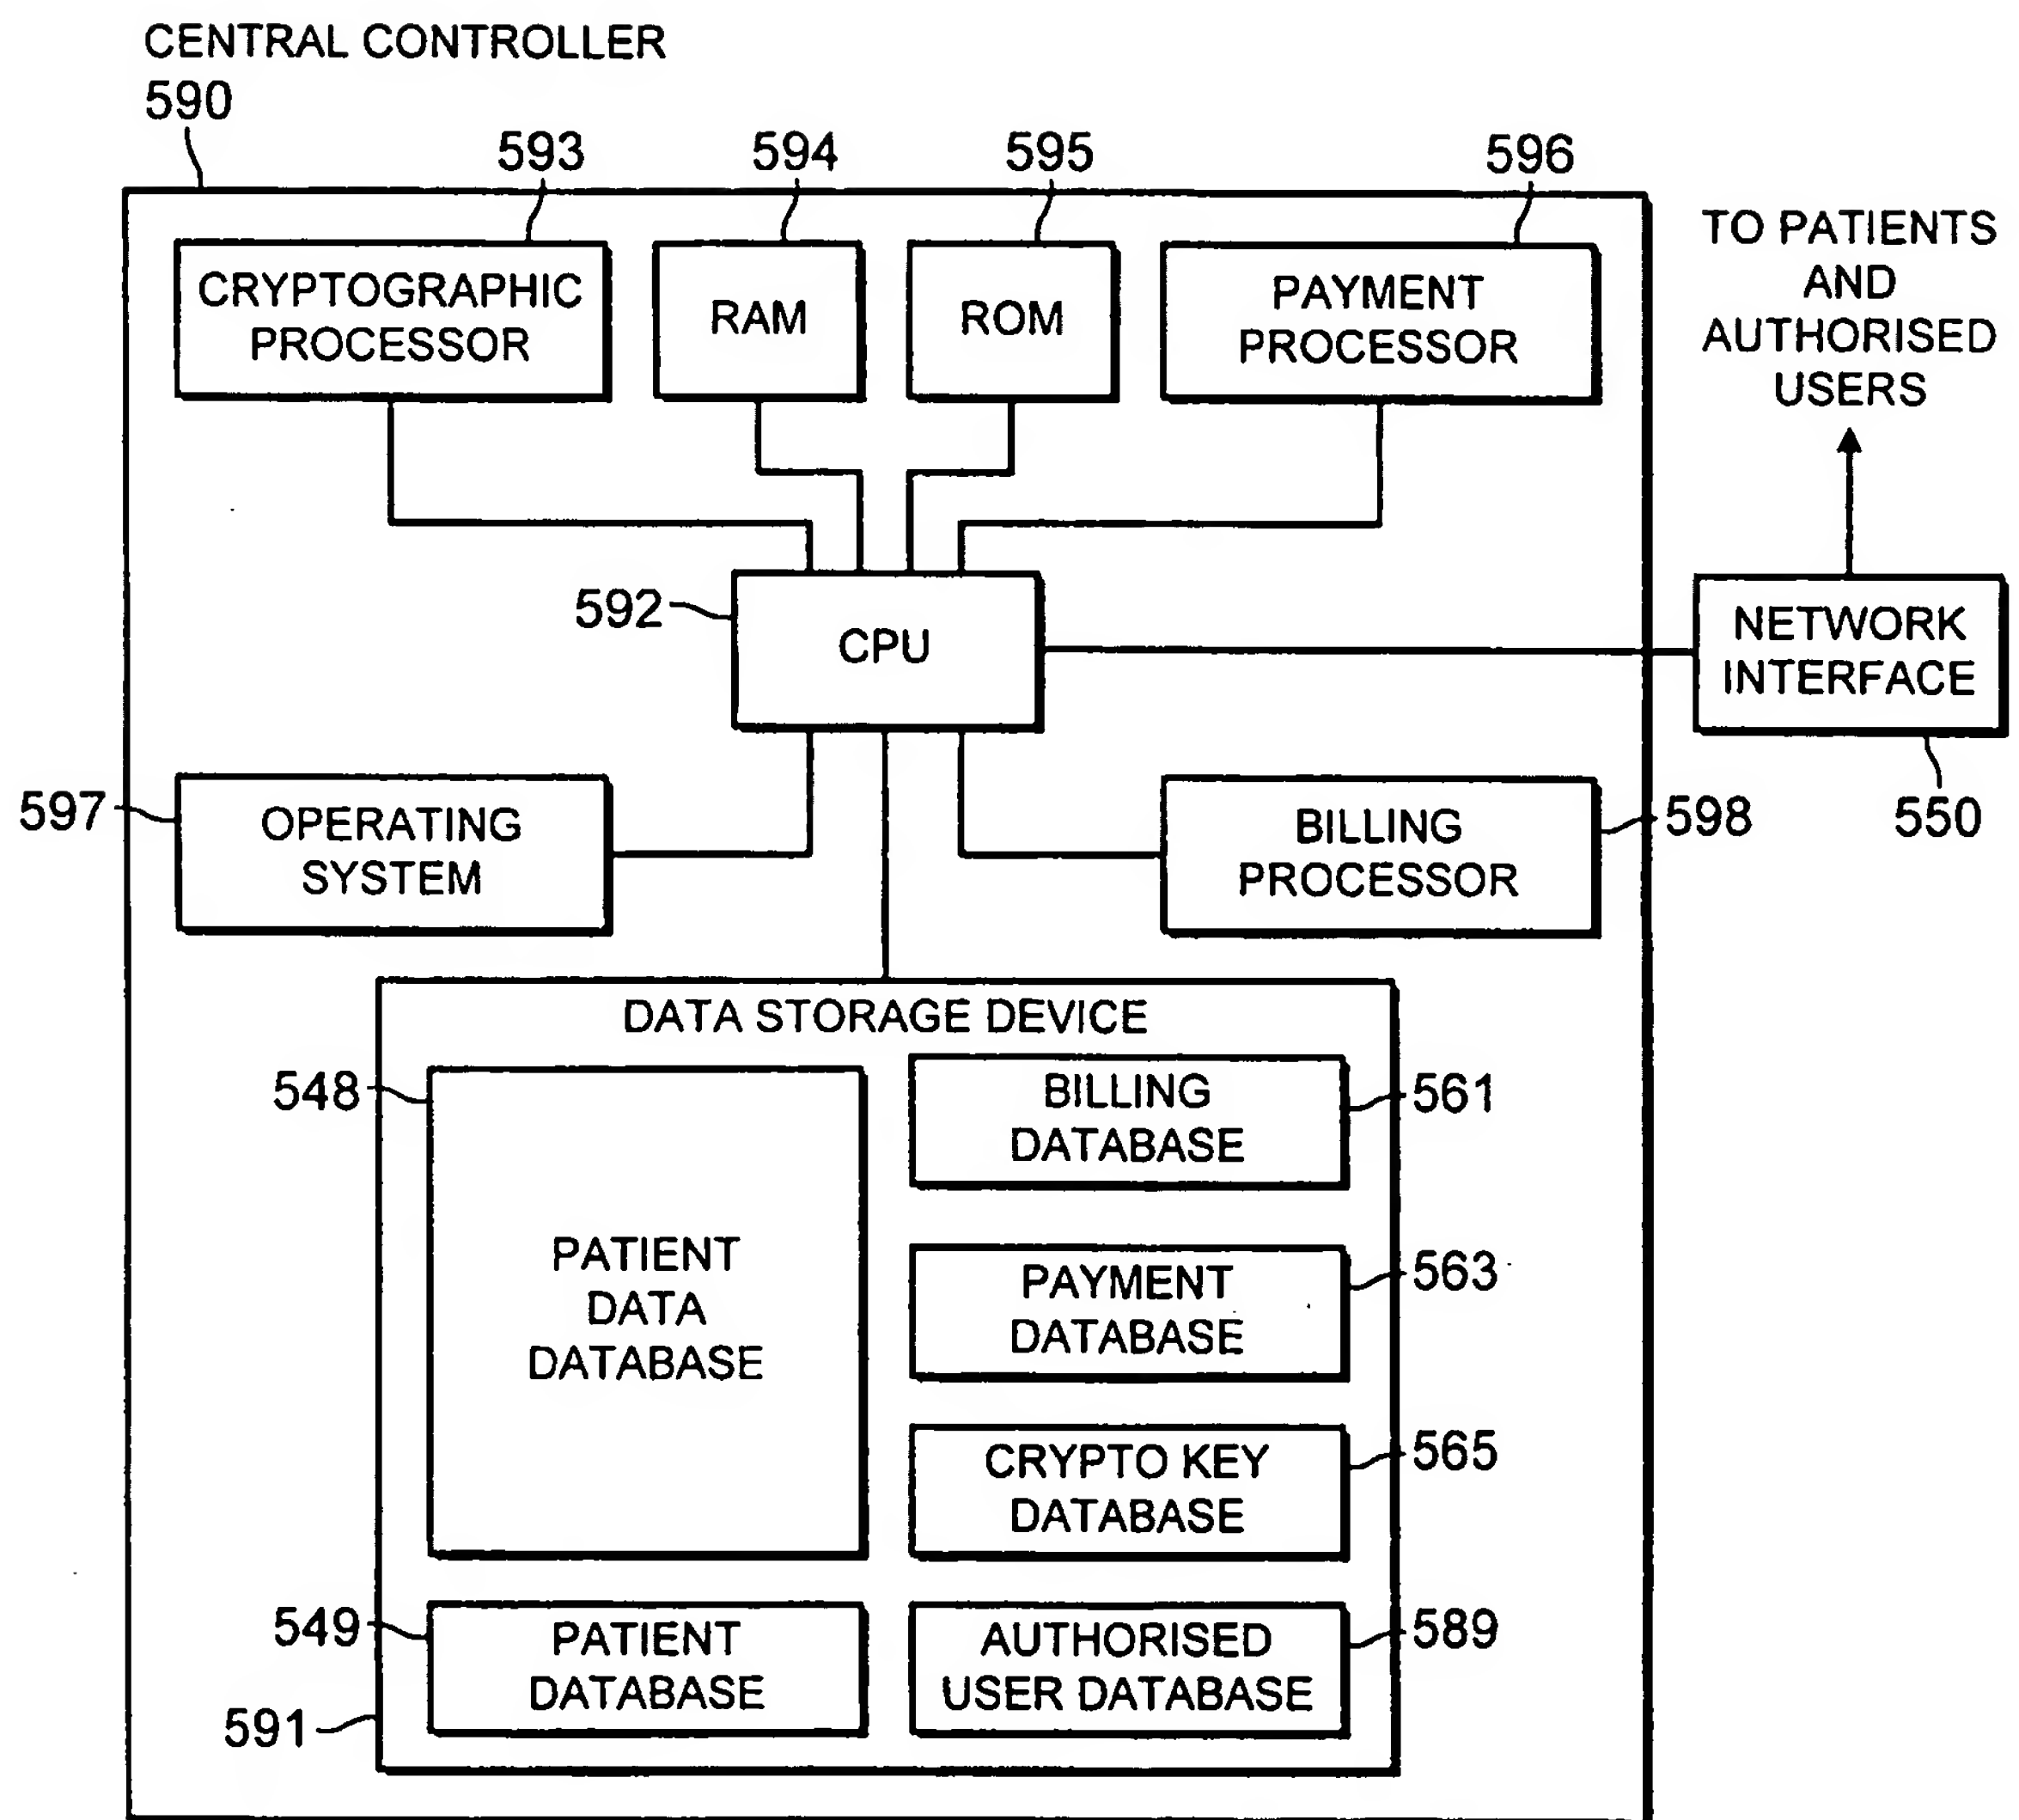 CENTRAL CONTROLLER
590
593
594
595
596
CRYPTOGRAPHIC
PROCESSOR
RAM
ROM
PAYMENT
PROCESSOR
TO PATIENTS
AND
AUTHORISED
USERS
592
CPU
NETWORK
INTERFACE
550
597
OPERATING
SYSTEM
BILLING
PROCESSOR
598
DATA STORAGE DEVICE
548
PATIENT
DATA
DATABASE
BILLING
DATABASE
561
PAYMENT
DATABASE
563
CRYPTO KEY
DATABASE
565
549
PATIENT
DATABASE
AUTHORISED
USER DATABASE
589
591